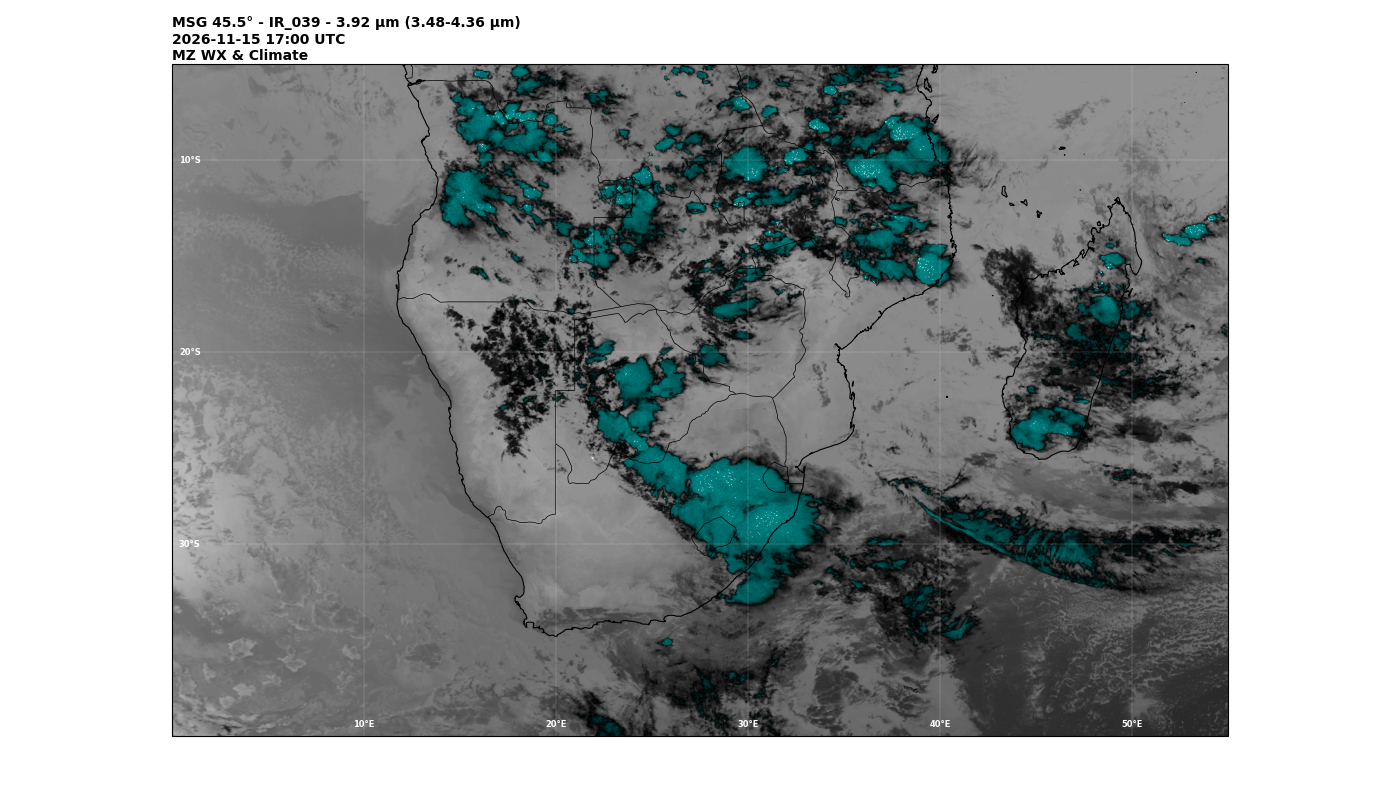 MSG 45.5° - IR_039 - 3.92 μm (3.48-4.36 μm)
2026-11-15 17:00 UTC
MZ WX & Climate
10°S
20°S
30°S
10°E
20°E
30°E
40°E
50°E